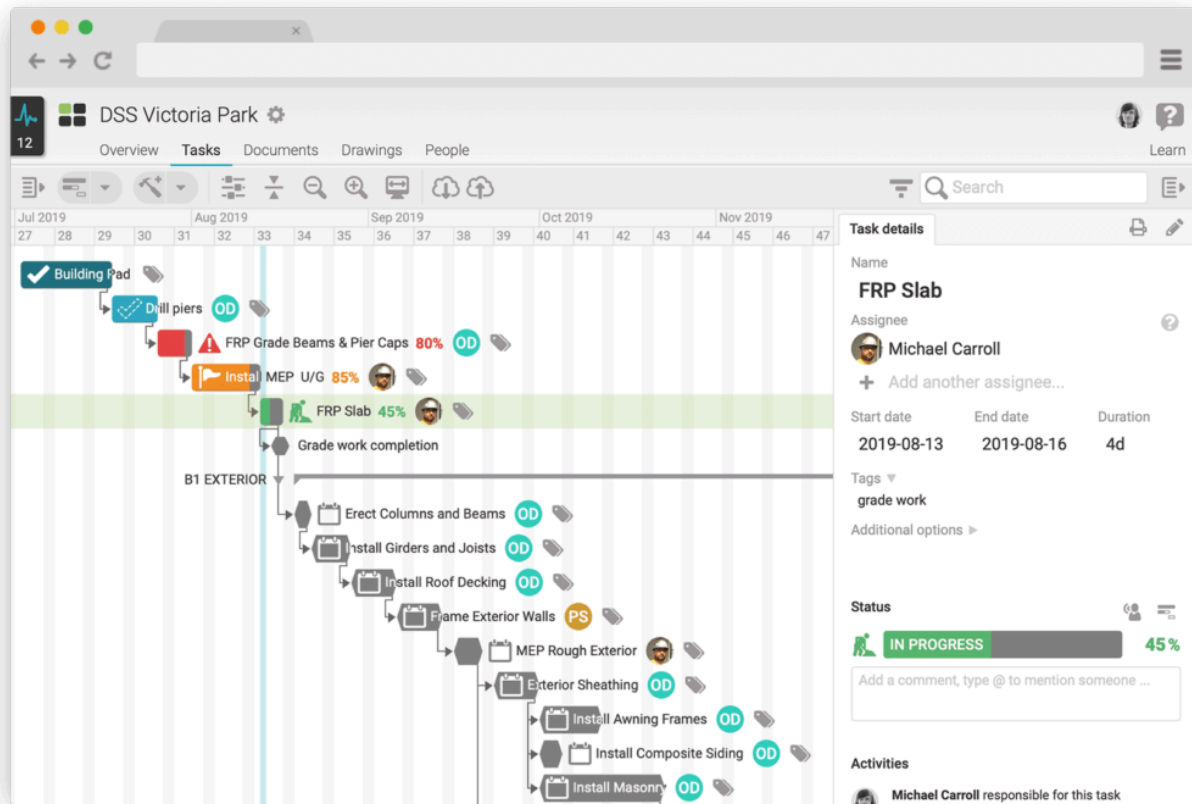 DSS Victoria Park
12
Overview Tasks Documents Drawings People
Learn
Search
Jul 2019 Aug 2019 Sep 2019 Oct 2019 Nov 2019
27 28 29 30 31 32 33 34 35 36 37 38 39 40 41 42 43 44 45 46 47
Building Pad
Drill piers OD
FRP Grade Beams & Pier Caps 80% OD
Instal MEP U/G 85%
FRP Slab 45%
Grade work completion
B1 EXTERIOR
Erect Columns and Beams OD
Install Girders and Joists OD
Install Roof Decking OD
Frame Exterior Walls PS
MEP Rough Exterior
Exterior Sheathing OD
Install Awning Frames OD
Install Composite Siding OD
Install Masonry OD
Task details
Name
FRP Slab
Assignee
Michael Carroll
Add another assignee...
Start date End date Duration
2019-08-13 2019-08-16 4d
Tags
grade work
Additional options
Status
IN PROGRESS 45%
Add a comment, type @ to mention someone ...
Activities
Michael Carroll responsible for this task